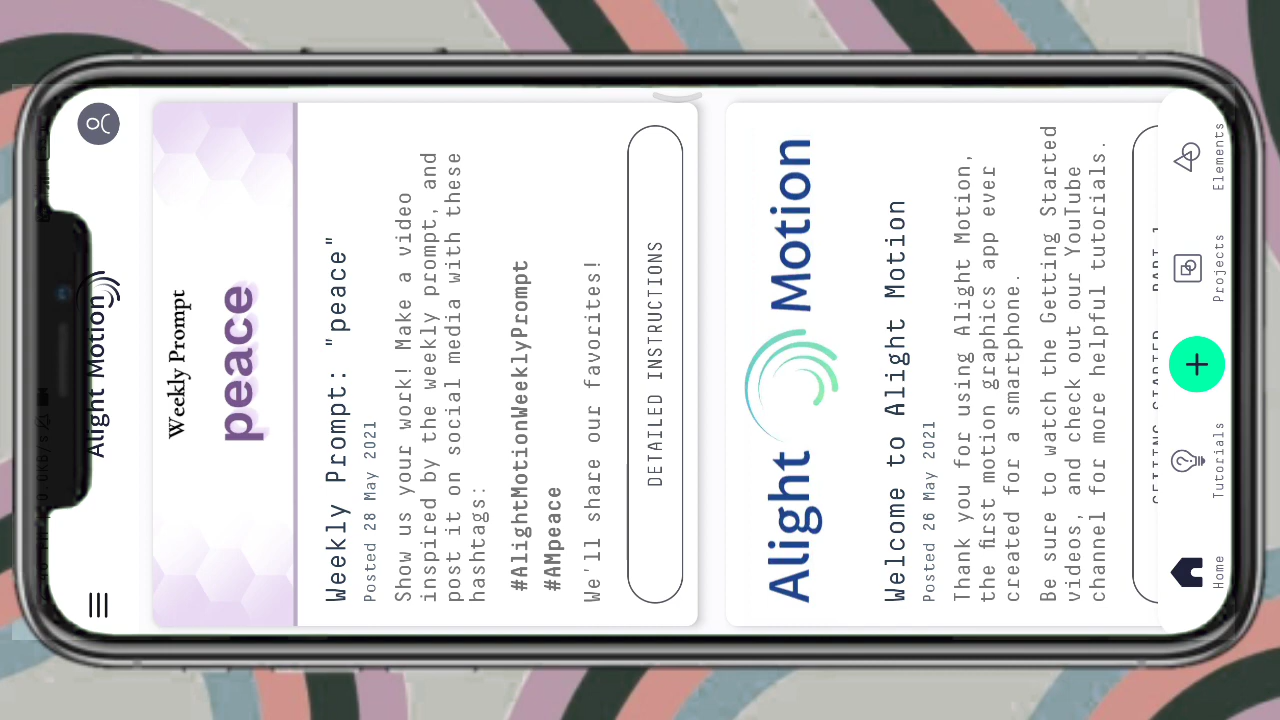 0.0KB/s
Alight Motion
Weekly Prompt
peace
Weekly Prompt: "peace"
Posted 28 May 2021
Show us your work! Make a video
inspired by the weekly prompt, and
post it on social media with these
hashtags:
#AlightMotionWeeklyPrompt
#AMpeace
We'll share our favorites!
DETAILED INSTRUCTIONS
Alight Motion
Welcome to Alight Motion
Posted 26 May 2021
Thank you for using Alight Motion,
the first motion graphics app ever
created for a smartphone.
Be sure to watch the Getting Started
videos, and check out our YouTube
channel for more helpful tutorials.
Home
Tutorials
Projects
Elements